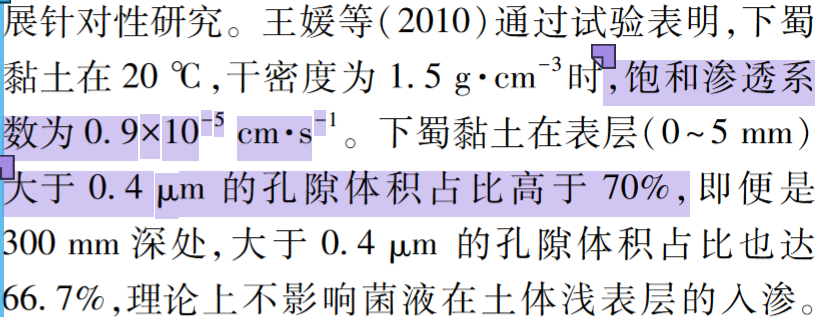 展针对性研究。王媛等(2010)通过试验表明,下蜀
黏土在 20 ℃,干密度为 1.5 g·cm⁻³时,饱和渗透系
数为 0.9×10⁻⁵ cm·s⁻¹。下蜀黏土在表层(0~5 mm)
大于 0.4 μm 的孔隙体积占比高于 70%,即便是
300 mm 深处,大于 0.4 μm 的孔隙体积占比也达
66.7%,理论上不影响菌液在土体浅表层的入渗。